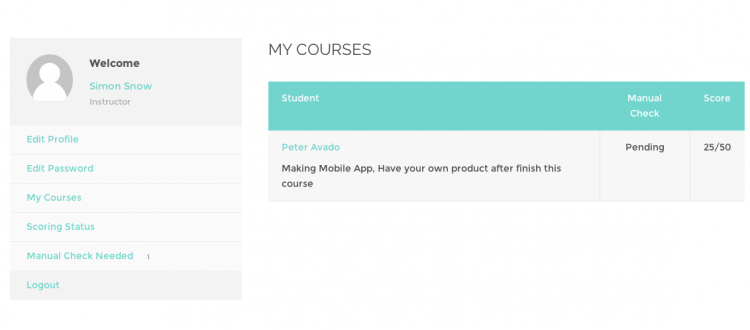 Welcome
Simon Snow
Instructor
Edit Profile
Edit Password
My Courses
Scoring Status
Manual Check Needed 1
Logout
MY COURSES
Student
Manual
Check
Score
Peter Avado
Making Mobile App, Have your own product after finish this
course
Pending
25/50